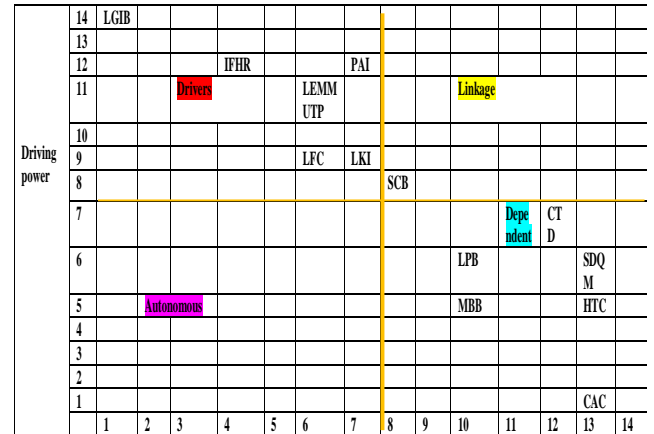 14 LGIB
13
12 IFHR PAI
11 Drivers LEMM Linkage
UTP
10
Driving 9 LFC LKI
power 8 SCB
7 Depe CT
ndent D
6 LPB SDQ
M
5 Autonomous MBB HTC
4
3
2
1 CAC
1 2 3 4 5 6 7 8 9 10 11 12 13 14